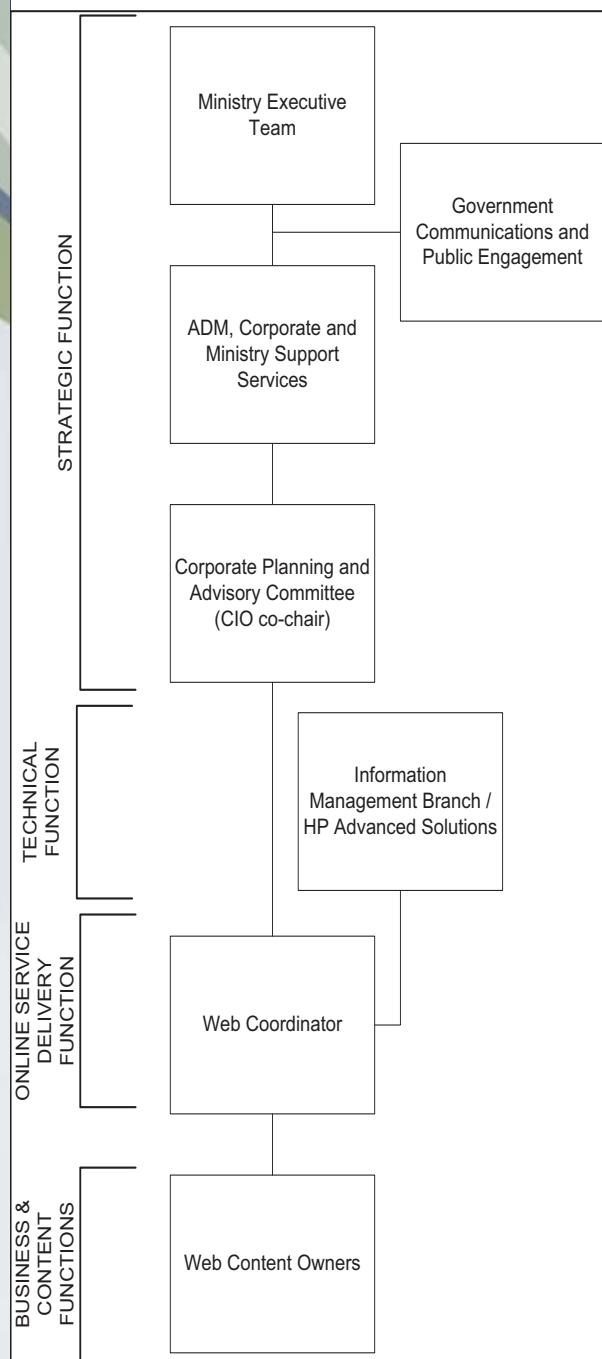 STRATEGIC FUNCTION
Ministry Executive
Team
Government
Communications and
Public Engagement
ADM, Corporate and
Ministry Support
Services
Corporate Planning and
Advisory Committee
(CIO co-chair)
TECHNICAL
FUNCTION
Information
Management Branch /
HP Advanced Solutions
ONLINE SERVICE
DELIVERY
FUNCTION
Web Coordinator
BUSINESS &
CONTENT
FUNCTIONS
Web Content Owners